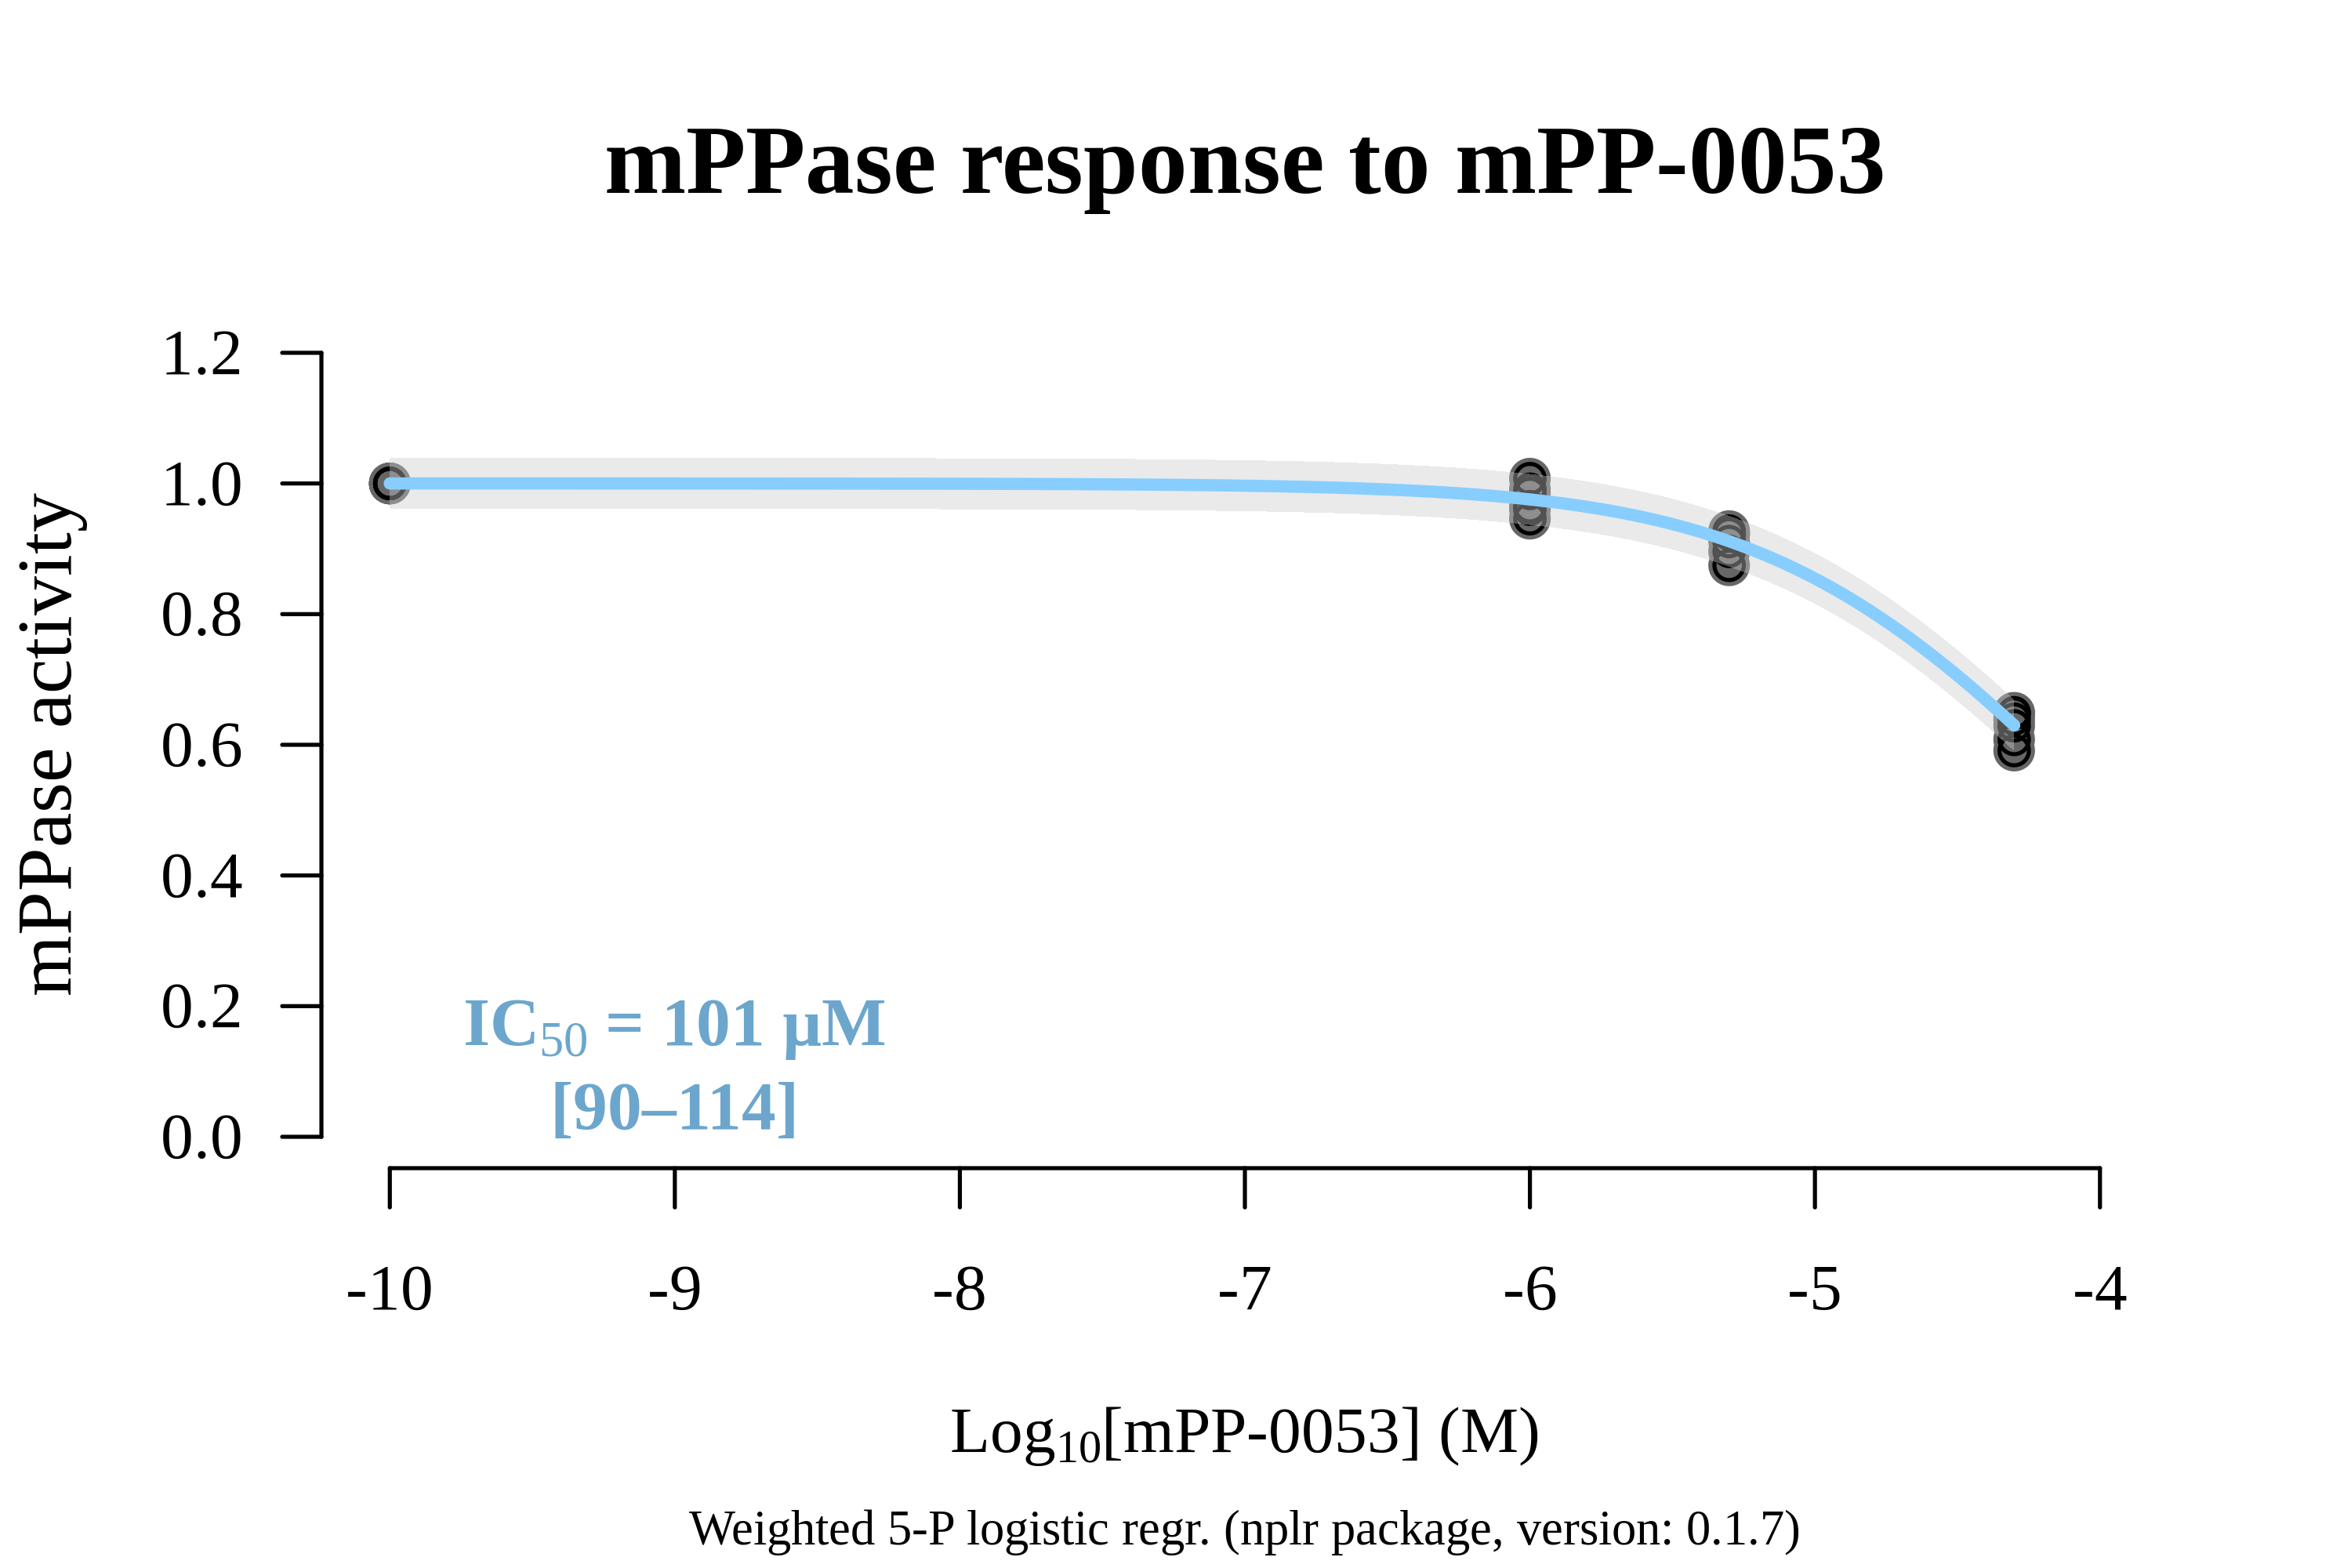 mPPase response to mPP-0053
mPPase activity
1.2
1.0
0.8
0.6
0.4
0.2
0.0
IC50 = 101 µM
[90–114]
-10 -9 -8 -7 -6 -5 -4
Log10[mPP-0053] (M)
Weighted 5-P logistic regr. (nplr package, version: 0.1.7)